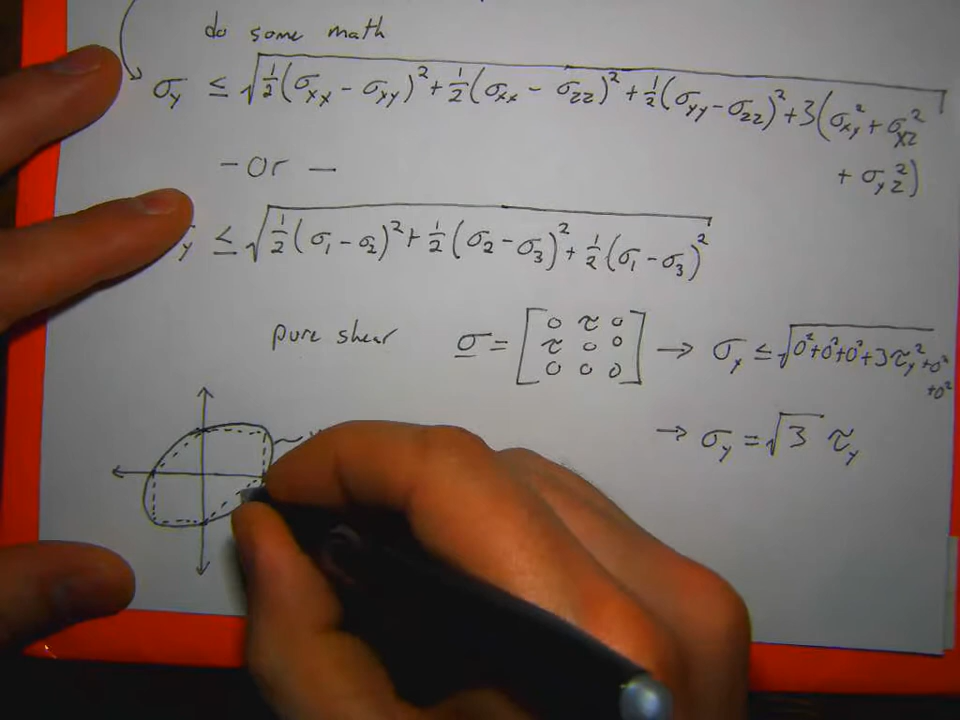 do some math
σy ≤ √½(σxx - σxy)² + ½(σxx - σzz)² + ½(σyy - σzz)² + 3(σxy² + σxz²
+ σyz²)
- Or -
y ≤ √½(σ1 - σ2)² + ½(σ2 - σ3)² + ½(σ1 - σ3)²
pure shear σ = [0 τ 0
τ 0 0
0 0 0] → σy ≤ √0² + 0² + 0² + 3τy² + 0²
+ 0²
→ σy = √3 τy